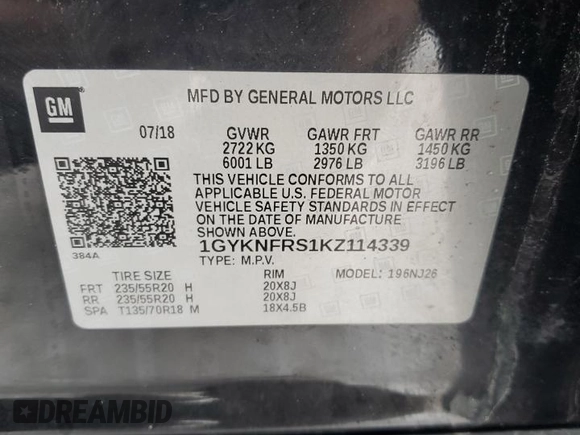 GM
MFD BY GENERAL MOTORS LLC
07/18 GVWR GAWR FRT GAWR RR
2722 KG 1350 KG 1450 KG
6001 LB 2976 LB 3196 LB
THIS VEHICLE CONFORMS TO ALL
APPLICABLE U.S. FEDERAL MOTOR
VEHICLE SAFETY STANDARDS IN EFFECT
ON THE DATE OF MANUFACTURE
SHOWN ABOVE.
384A
1GYKNFRS1KZ114339
TYPE: M.P.V. MODEL: 196NJ26
TIRE SIZE RIM
FRT 235/55R20 H 20X8J
RR 235/55R20 H 20X8J
SPA T135/70R18 M 18X4.5B
DREAMBID